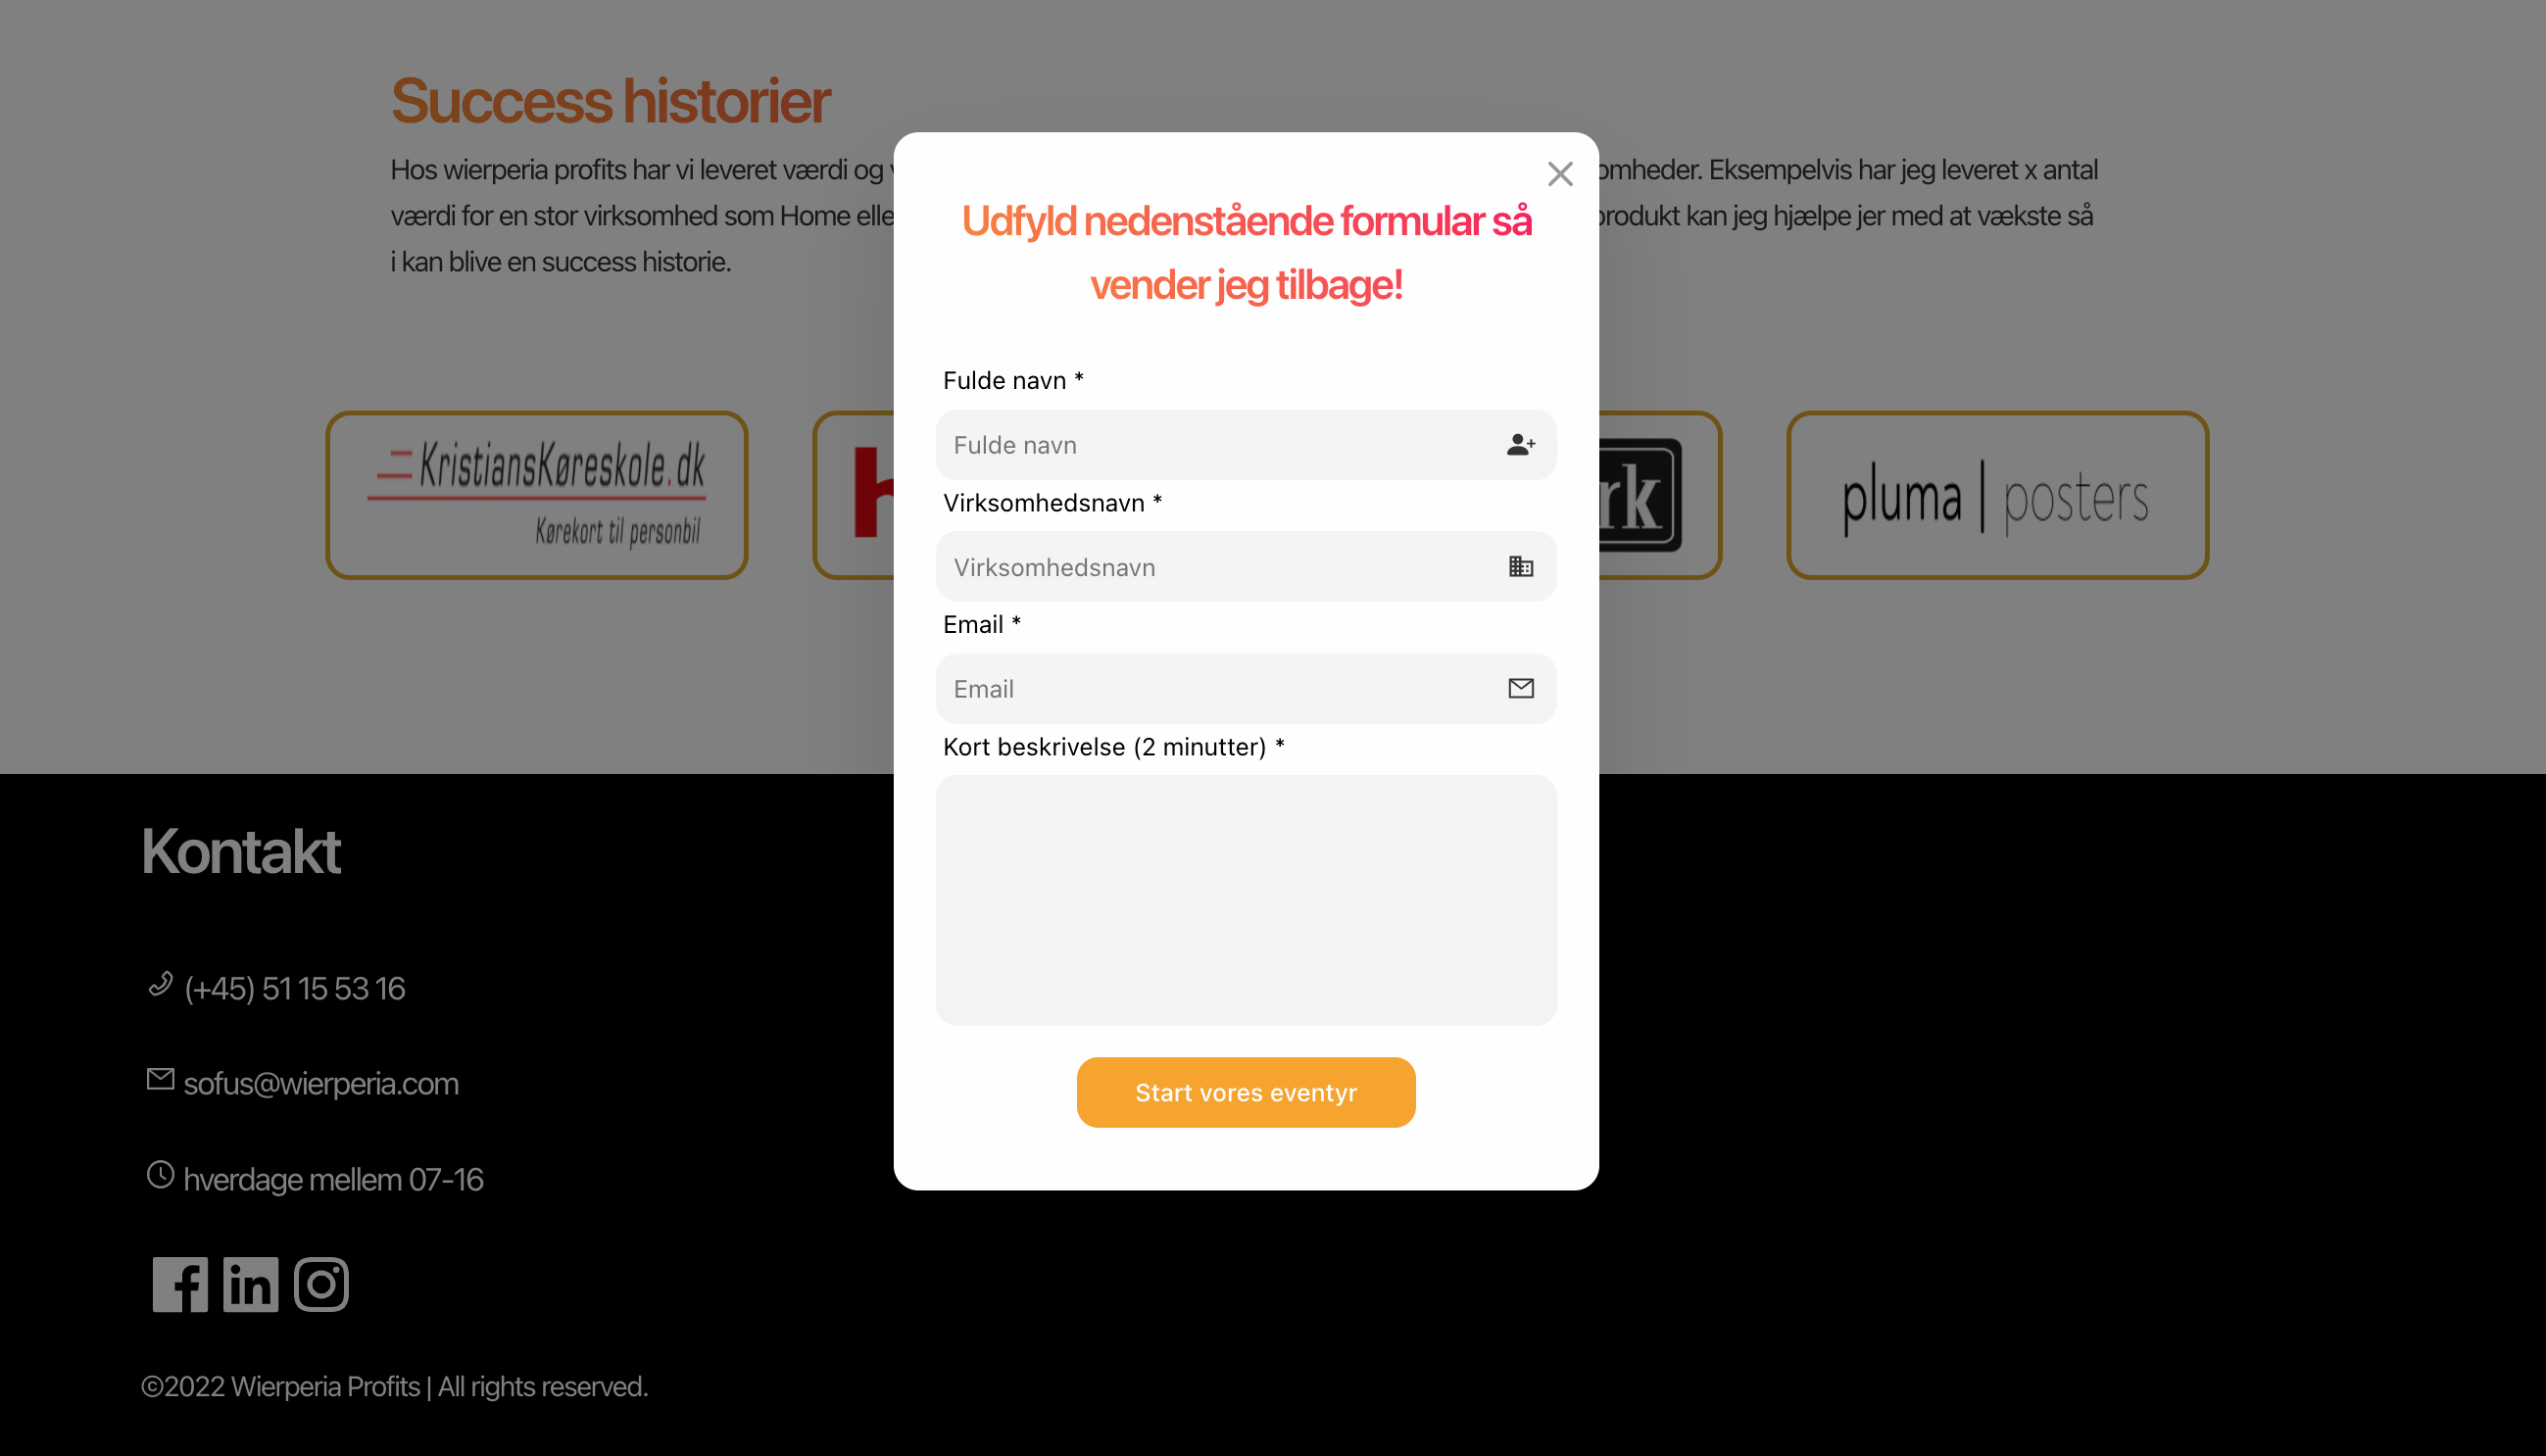 Success historier
Hos wierperia profits har vi leveret værdi og
omheder. Eksempelvis har jeg leveret x antal
værdi for en stor virksomhed som Home elle
produkt kan jeg hjælpe jer med at vækste så
i kan blive en success historie.
KristiansKøreskole.dk
Kørekort til personbil
h
rk
pluma | posters
Udfyld nedenstående formular så
vender jeg tilbage!
Fulde navn *
Fulde navn
Virksomhedsnavn *
Virksomhedsnavn
Email *
Email
Kort beskrivelse (2 minutter) *
Start vores eventyr
Kontakt
(+45) 51 15 53 16
sofus@wierperia.com
hverdage mellem 07-16
©2022 Wierperia Profits | All rights reserved.